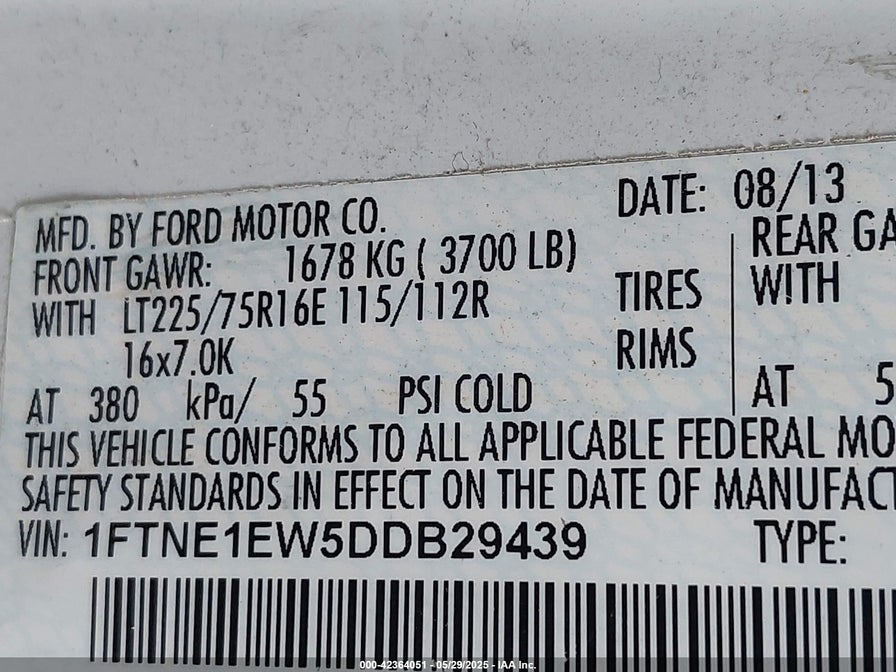 MFD. BY FORD MOTOR CO.
DATE: 08/13
FRONT GAWR: 1678 KG ( 3700 LB)
REAR GA
WITH LT225/75R16E 115/112R
TIRES
WITH
16x7.0K
RIMS
AT 380 kPa/ 55 PSI COLD
AT 5
THIS VEHICLE CONFORMS TO ALL APPLICABLE FEDERAL MO
SAFETY STANDARDS IN EFFECT ON THE DATE OF MANUFAC
VIN: 1FTNE1EW5DDB29439
TYPE:
000-42364051 - 05/29/2025 - IAA Inc.